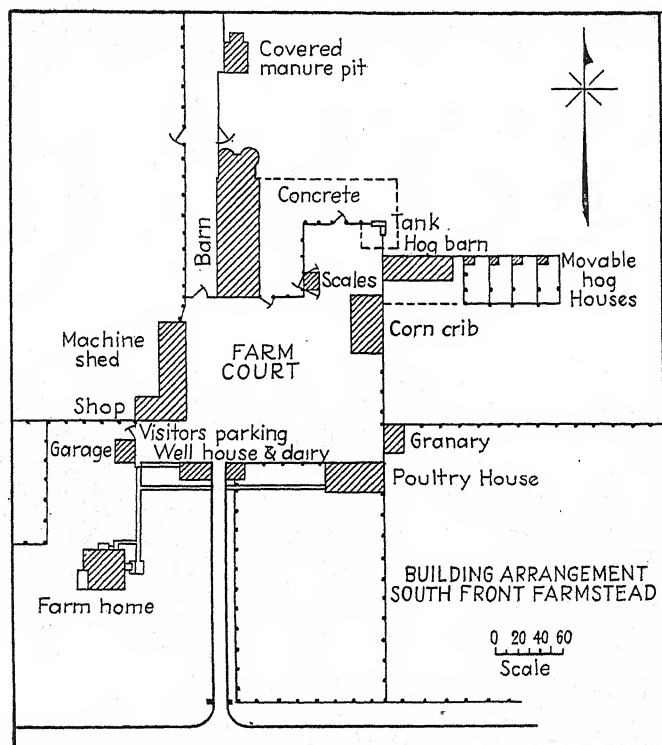 Covered
manure pit
Concrete
Barn
Tank
Hog barn
Movable
hog
Houses
Scales
Machine
shed
FARM
COURT
Corn crib
Shop
Visitors parking
Garage
Well house & dairy
Granary
Poultry House
Farm home
BUILDING ARRANGEMENT
SOUTH FRONT FARMSTEAD
0 20 40 60
Scale